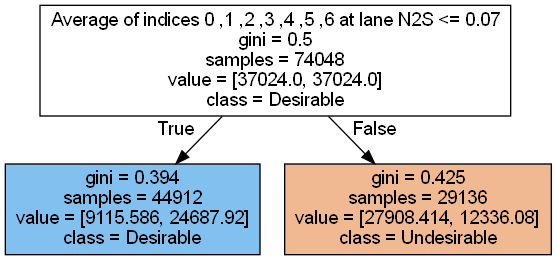 Average of indices 0 ,1 ,2 ,3 ,4 ,5 ,6 at lane N2S <= 0.07
gini = 0.5
samples = 74048
value = [37024.0, 37024.0]
class = Desirable
True
False
gini = 0.394
samples = 44912
value = [9115.586, 24687.92]
class = Desirable
gini = 0.425
samples = 29136
value = [27908.414, 12336.08]
class = Undesirable